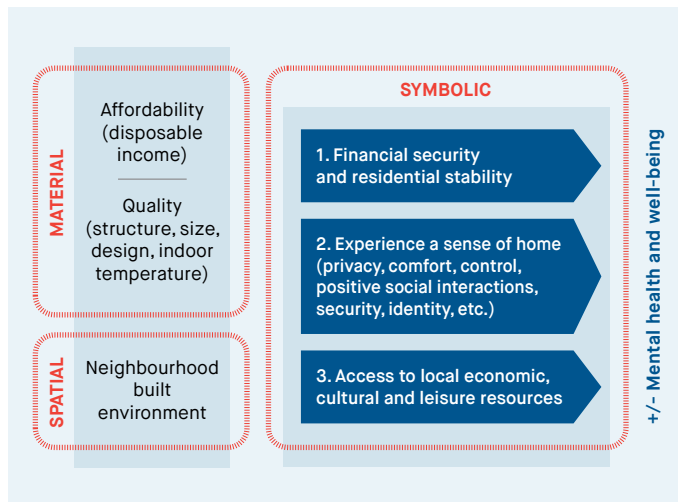 MATERIAL
Affordability
(disposable
income)
Quality
(structure, size,
design, indoor
temperature)
SPATIAL
Neighbourhood
built
environment
SYMBOLIC
1. Financial security
and residential stability
2. Experience a sense of home
(privacy, comfort, control,
positive social interactions,
security, identity, etc.)
3. Access to local economic,
cultural and leisure resources
+/- Mental health and well-being